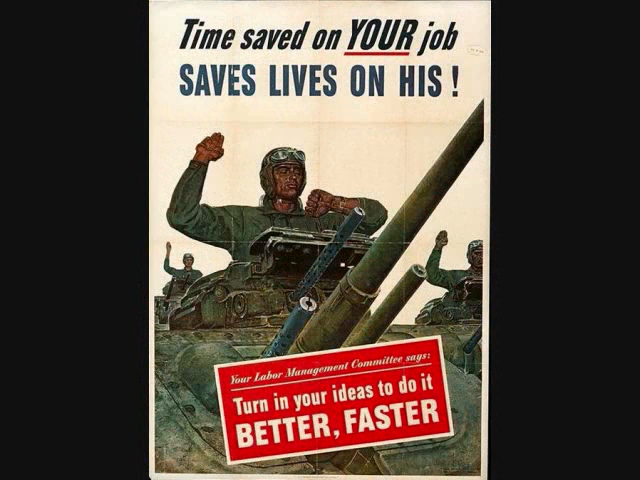 Time saved on YOUR job
SAVES LIVES ON HIS!
Your Labor Management Committee says:
Turn in your ideas to do it
BETTER, FASTER